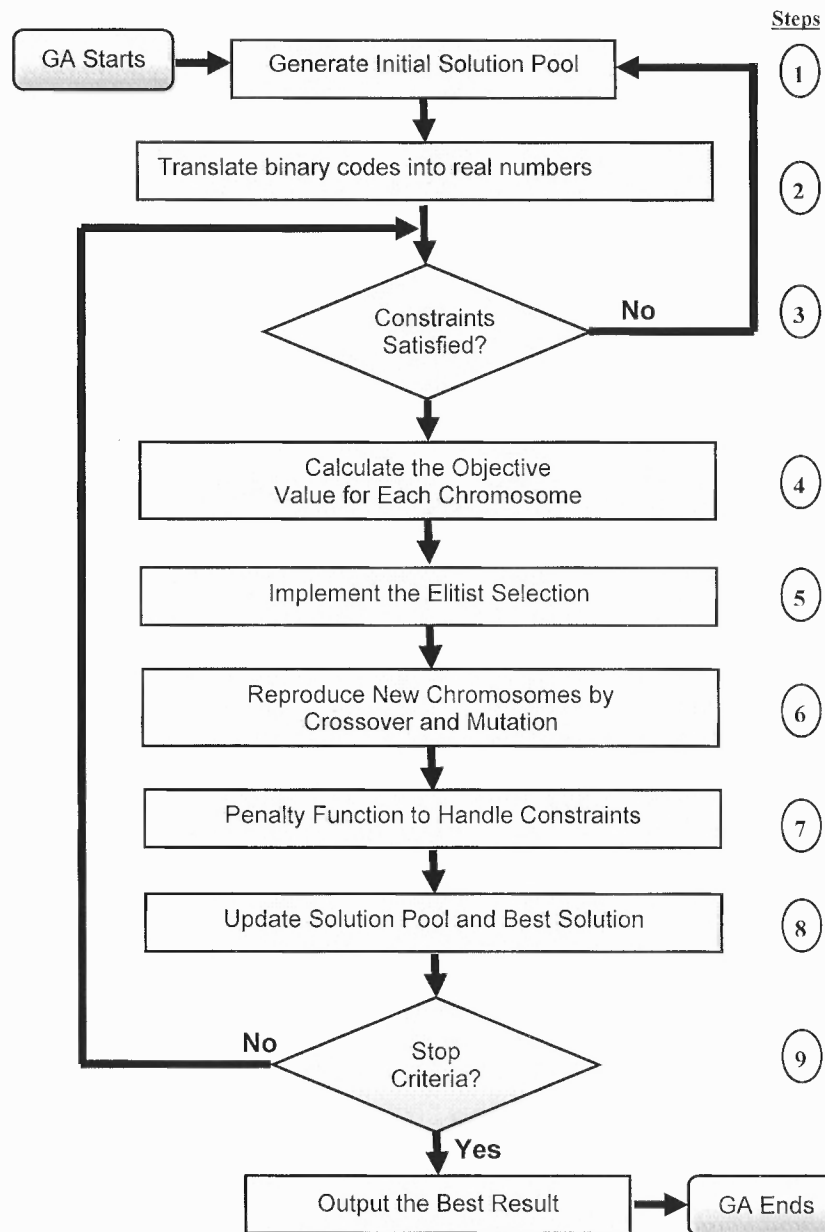 Steps
GA Starts
Generate Initial Solution Pool
1
Translate binary codes into real numbers
2
Constraints
Satisfied?
No
3
Calculate the Objective
Value for Each Chromosome
4
Implement the Elitist Selection
5
Reproduce New Chromosomes by
Crossover and Mutation
6
Penalty Function to Handle Constraints
7
Update Solution Pool and Best Solution
8
No
Stop
Criteria?
9
Yes
Output the Best Result
GA Ends